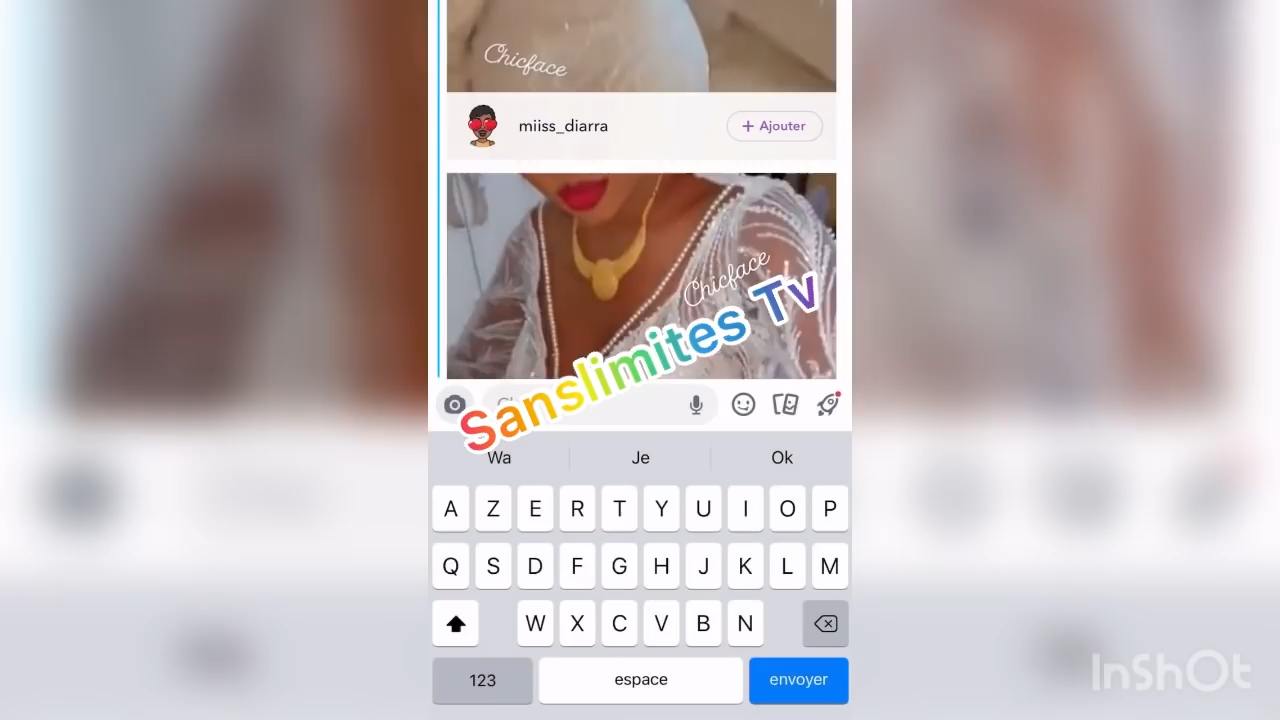 Chicface
miiss_diarra
+ Ajouter
Chicface
Sanslimites Tv
Wa
Je
Ok
A Z E R T Y U I O P
Q S D F G H J K L M
W X C V B N
123
espace
envoyer
InShOt